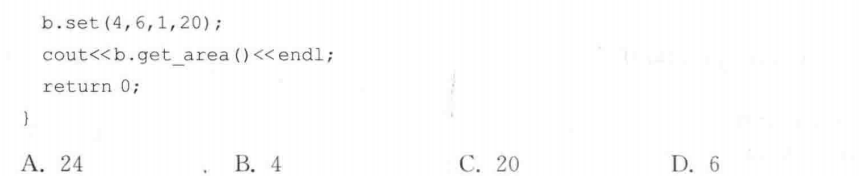 b.set(4,6,1,20);
cout<<b.get_area()<<endl;
return 0;
}
A. 24 B. 4 C. 20 D. 6